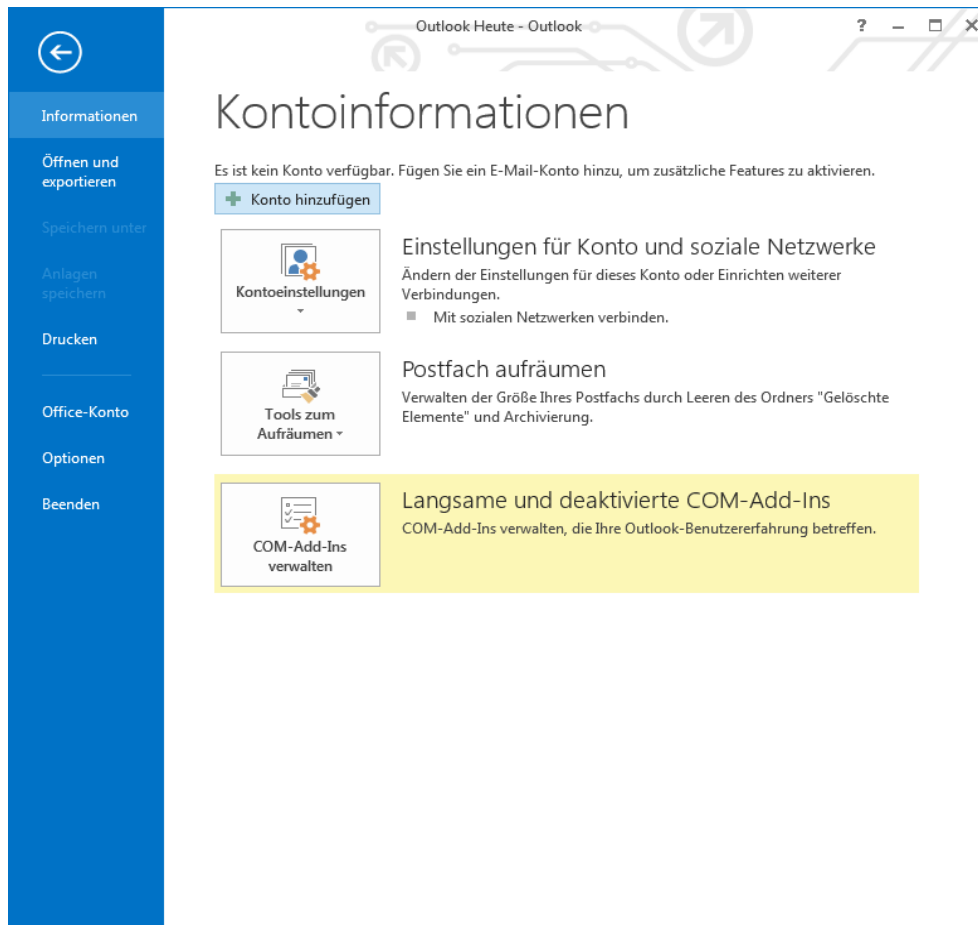 Outlook Heute - Outlook
?
Informationen
Öffnen und
exportieren
Speichern unter
Anlagen
speichern
Drucken
Office-Konto
Optionen
Beenden
Kontoinformationen
Es ist kein Konto verfügbar. Fügen Sie ein E-Mail-Konto hinzu, um zusätzliche Features zu aktivieren.
Konto hinzufügen
Kontoeinstellungen
Einstellungen für Konto und soziale Netzwerke
Ändern der Einstellungen für dieses Konto oder Einrichten weiterer
Verbindungen.
Mit sozialen Netzwerken verbinden.
Tools zum
Aufräumen
Postfach aufräumen
Verwalten der Größe Ihres Postfachs durch Leeren des Ordners "Gelöschte
Elemente" und Archivierung.
COM-Add-Ins
verwalten
Langsame und deaktivierte COM-Add-Ins
COM-Add-Ins verwalten, die Ihre Outlook-Benutzererfahrung betreffen.